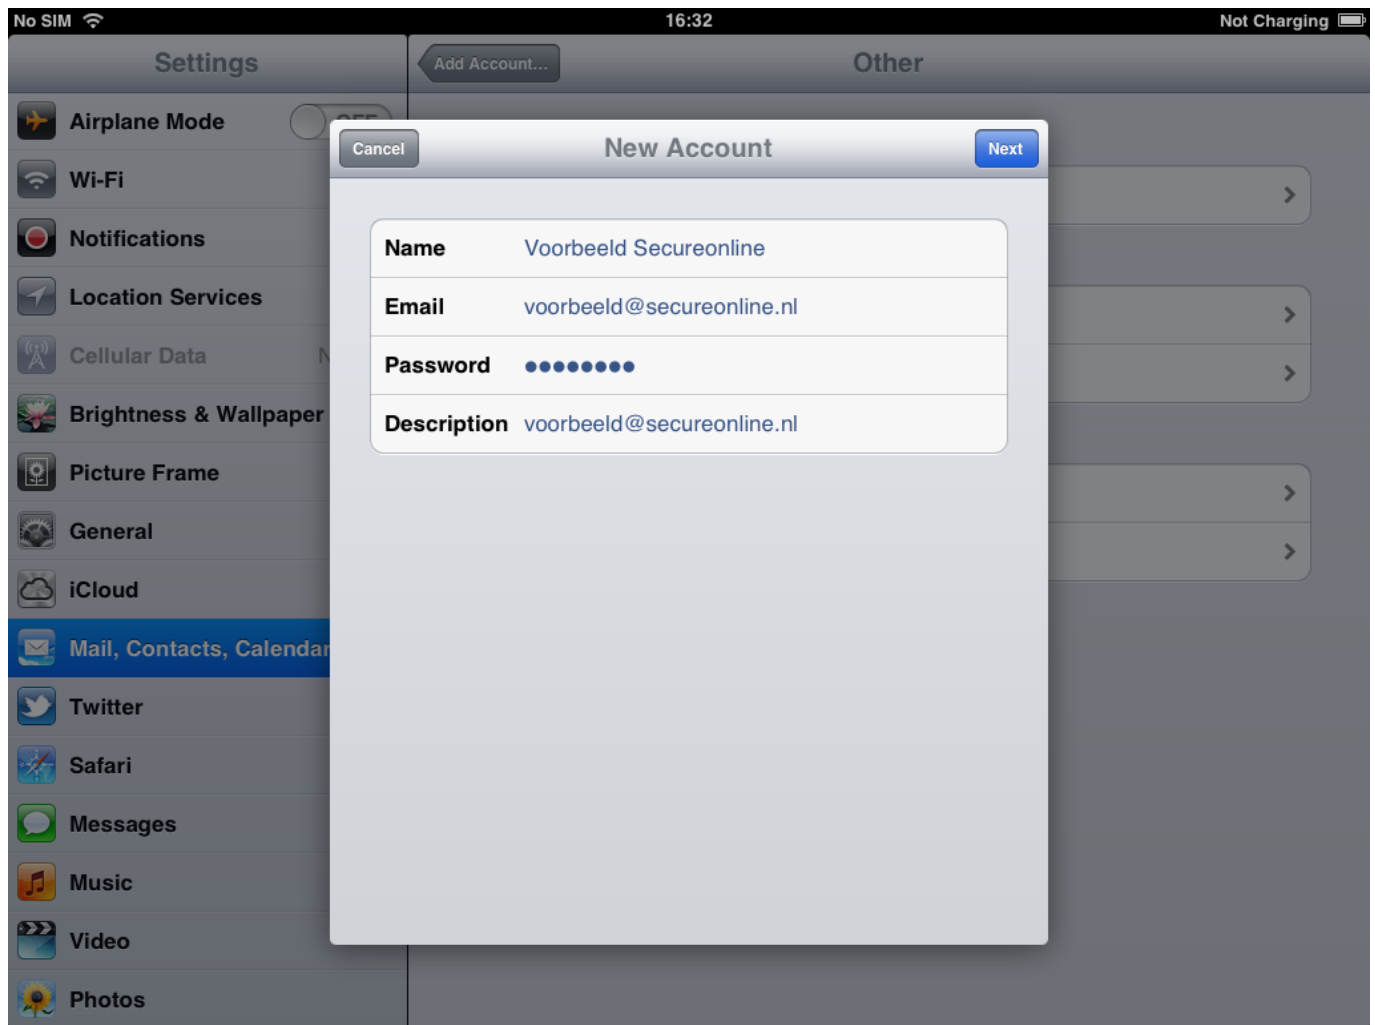 No SIM
16:32
Not Charging
Settings
Add Account...
Other
Airplane Mode
OFF
Wi-Fi
Notifications
Location Services
Cellular Data
Brightness & Wallpaper
Picture Frame
General
iCloud
Mail, Contacts, Calendar
Twitter
Safari
Messages
Music
Video
Photos
Cancel
New Account
Next
Name Voorbeeld Secureonline
Email voorbeeld@secureonline.nl
Password ●●●●●●●●
Description voorbeeld@secureonline.nl